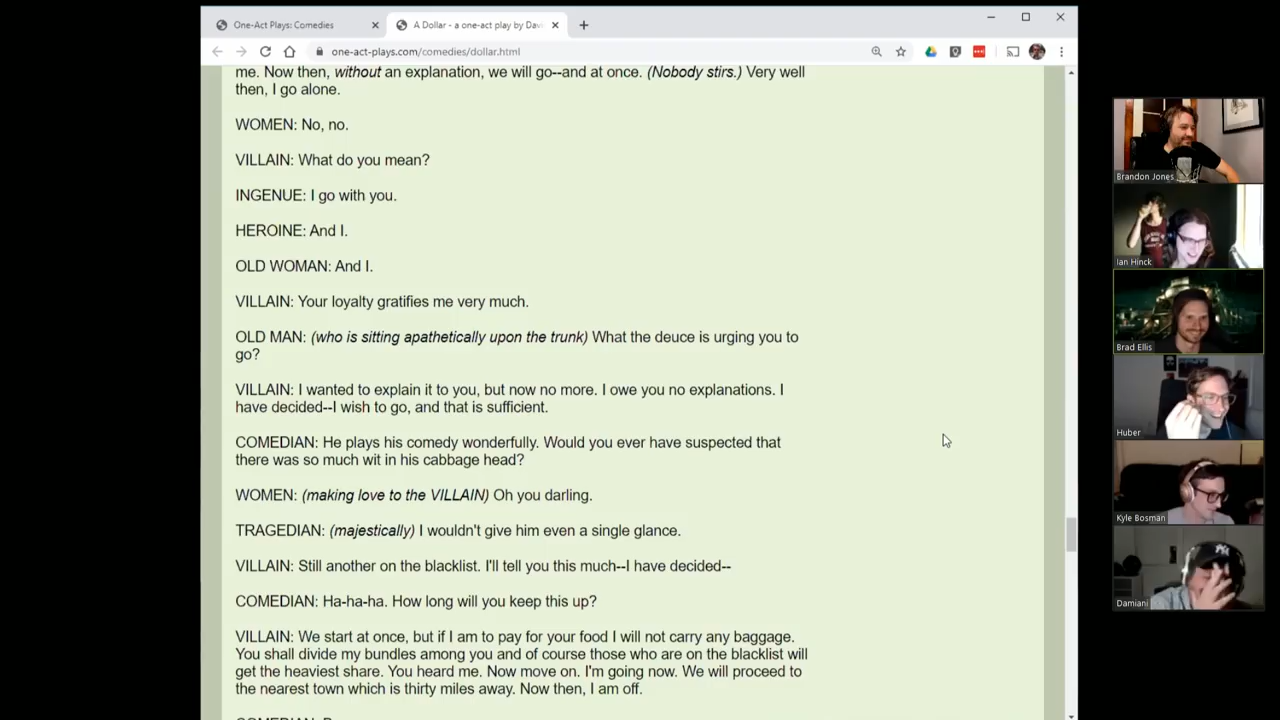 One-Act Plays: Comedies
A Dollar - a one-act play by Davi
one-act-plays.com/comedies/dollar.html
me. Now then, without an explanation, we will go--and at once. (Nobody stirs.) Very well
then, I go alone.
WOMEN: No, no.
VILLAIN: What do you mean?
INGENUE: I go with you.
HEROINE: And I.
OLD WOMAN: And I.
VILLAIN: Your loyalty gratifies me very much.
OLD MAN: (who is sitting apathetically upon the trunk) What the deuce is urging you to
go?
VILLAIN: I wanted to explain it to you, but now no more. I owe you no explanations. I
have decided--I wish to go, and that is sufficient.
COMEDIAN: He plays his comedy wonderfully. Would you ever have suspected that
there was so much wit in his cabbage head?
WOMEN: (making love to the VILLAIN) Oh you darling.
TRAGEDIAN: (majestically) I wouldn't give him even a single glance.
VILLAIN: Still another on the blacklist. I'll tell you this much--I have decided--
COMEDIAN: Ha-ha-ha. How long will you keep this up?
VILLAIN: We start at once, but if I am to pay for your food I will not carry any baggage.
You shall divide my bundles among you and of course those who are on the blacklist will
get the heaviest share. You heard me. Now move on. I'm going now. We will proceed to
the nearest town which is thirty miles away. Now then, I am off.
Brandon Jones
Ian Hinck
Brad Ellis
Huber
Kyle Bosman
Damiani